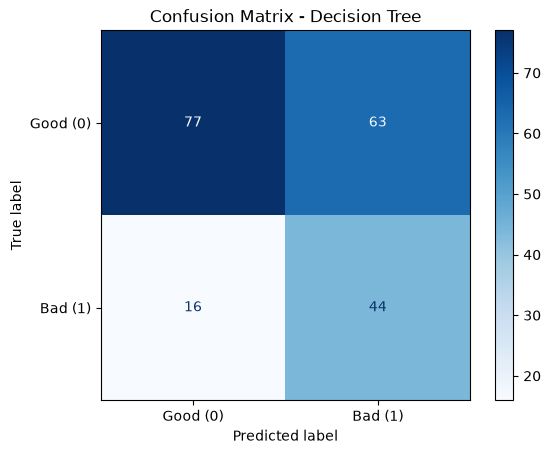 Confusion Matrix - Decision Tree
True label
Good (0)
77
63
Bad (1)
16
44
Good (0)
Bad (1)
Predicted label
70
60
50
40
30
20